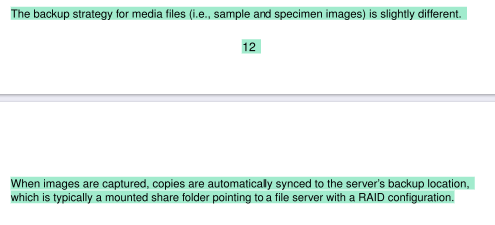 The backup strategy for media files (i.e., sample and specimen images) is slightly different.
12
When images are captured, copies are automatically synced to the server's backup location,
which is typically a mounted share folder pointing to a file server with a RAID configuration.